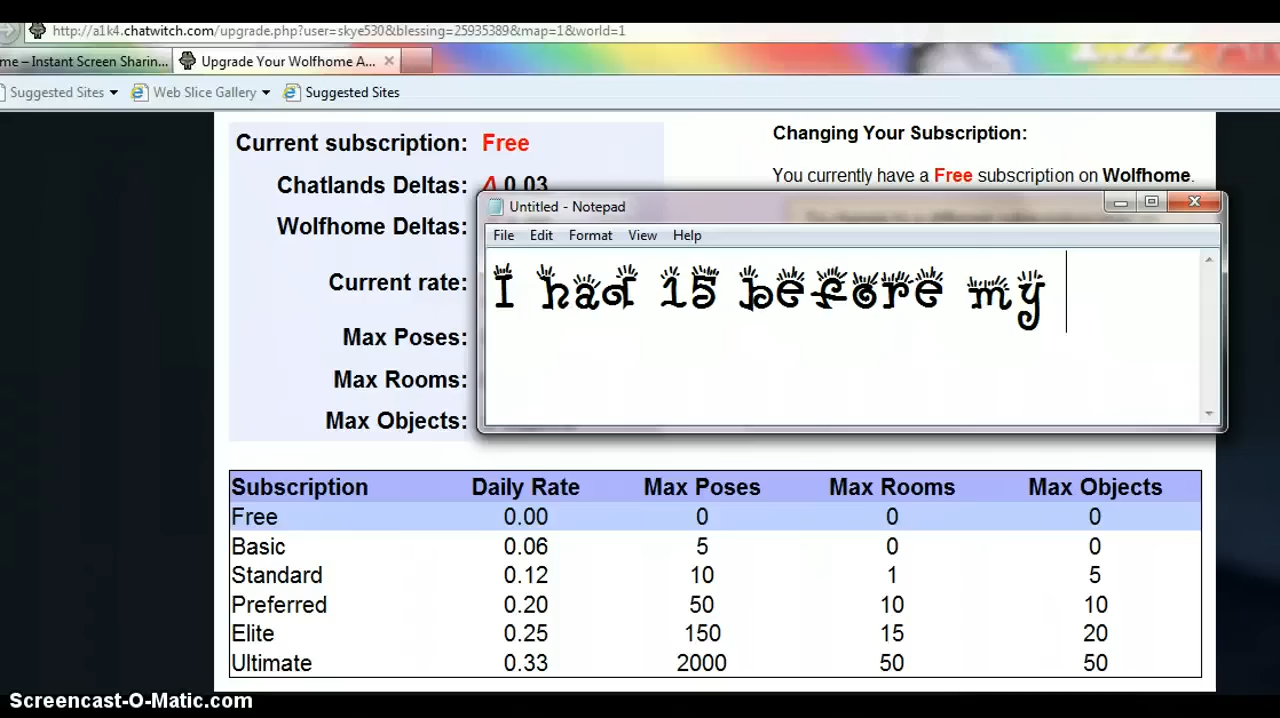 http://a1k4.chatwitch.com/upgrade.php?user=skye530&blessing=25935389&map=1&world=1
me – Instant Screen Sharin... Upgrade Your Wolfhome A...
Suggested Sites Web Slice Gallery Suggested Sites
Current subscription: Free
Chatlands Deltas: Δ 0.03
Wolfhome Deltas:
Current rate:
Max Poses:
Max Rooms:
Max Objects:
Changing Your Subscription:
You currently have a Free subscription on Wolfhome.
Untitled - Notepad
File Edit Format View Help
I had 15 before my
Subscription Daily Rate Max Poses Max Rooms Max Objects
Free 0.00 0 0 0
Basic 0.06 5 0 0
Standard 0.12 10 1 5
Preferred 0.20 50 10 10
Elite 0.25 150 15 20
Ultimate 0.33 2000 50 50
Screencast-O-Matic.com